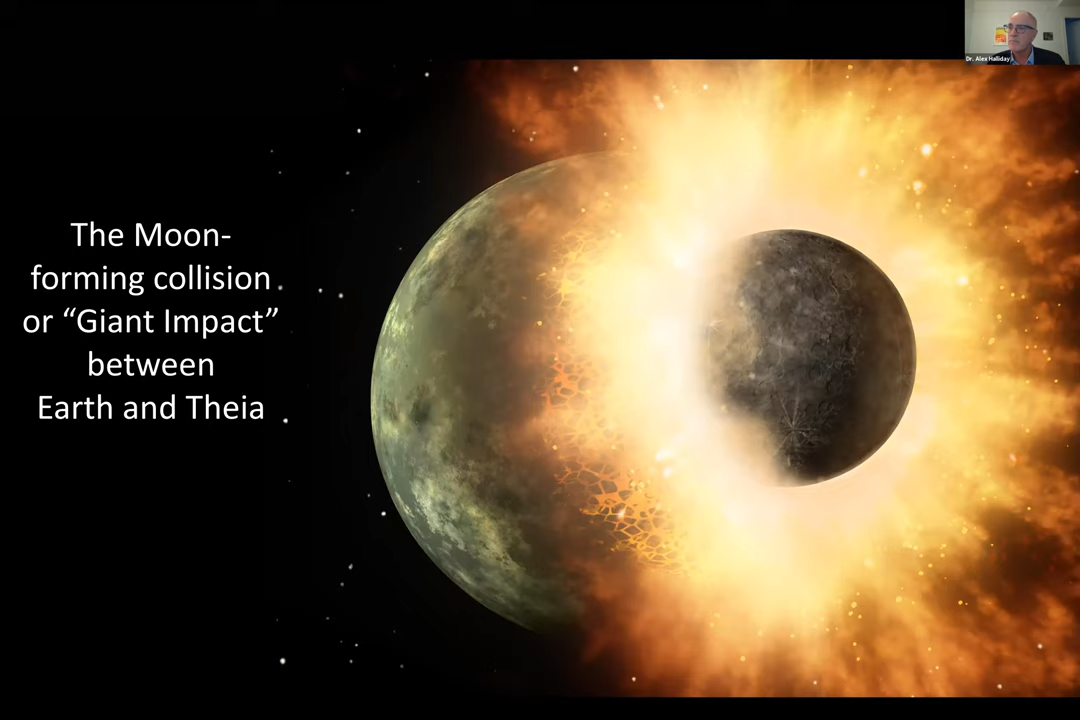 The Moon-
forming collision
or “Giant Impact”
between
Earth and Theia
Dr. Alex Halliday